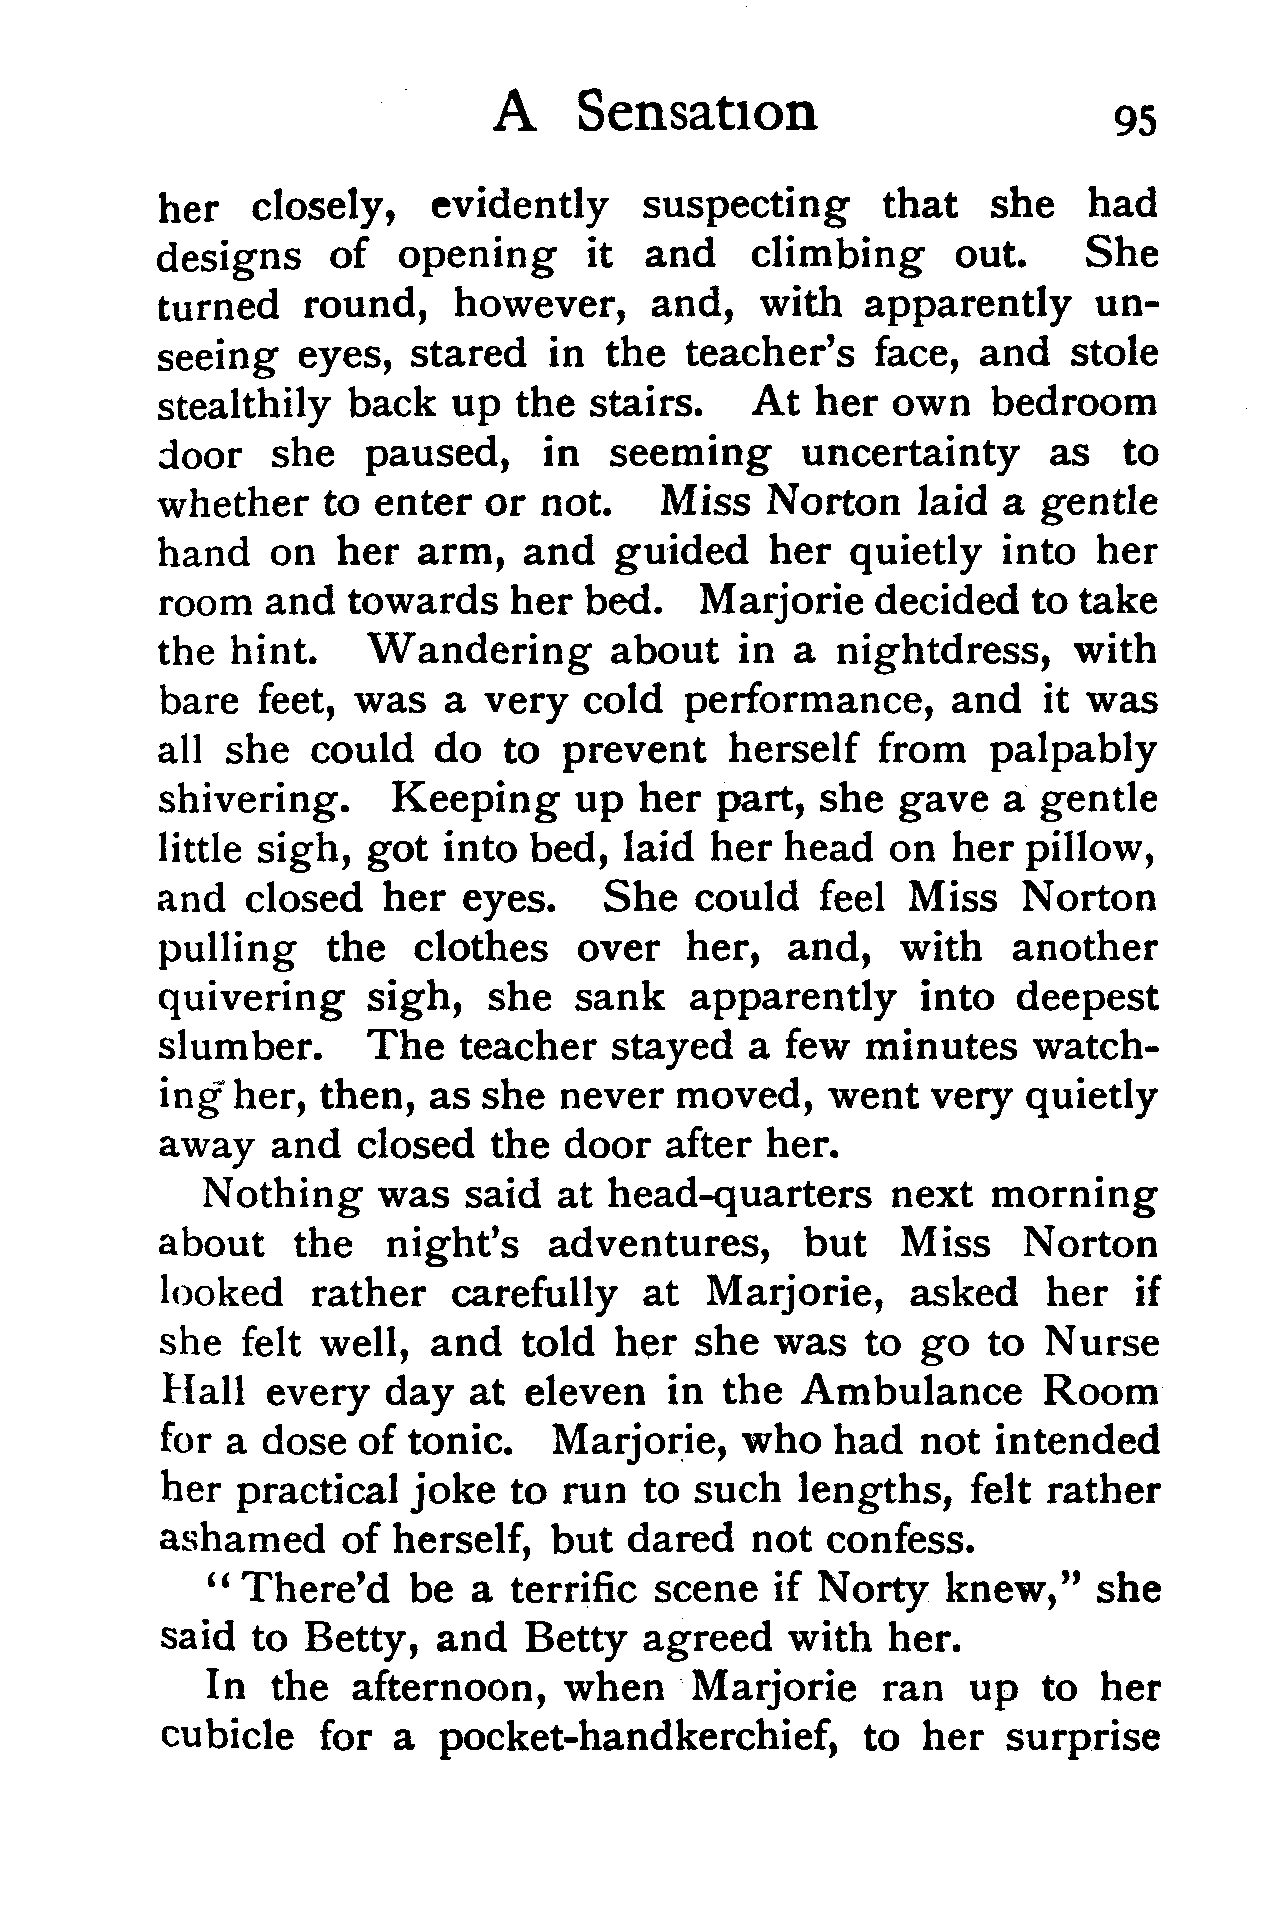 A Sensation 95
her closely, evidently suspecting that she had
designs of opening it and climbing out. She
turned round, however, and, with apparently un-
seeing eyes, stared in the teacher's face, and stole
stealthily back up the stairs. At her own bedroom
door she paused, in seeming uncertainty as to
whether to enter or not. Miss Norton laid a gentle
hand on her arm, and guided her quietly into her
room and towards her bed. Marjorie decided to take
the hint. Wandering about in a nightdress, with
bare feet, was a very cold performance, and it was
all she could do to prevent herself from palpably
shivering. Keeping up her part, she gave a gentle
little sigh, got into bed, laid her head on her pillow,
and closed her eyes. She could feel Miss Norton
pulling the clothes over her, and, with another
quivering sigh, she sank apparently into deepest
slumber. The teacher stayed a few minutes watch-
ing her, then, as she never moved, went very quietly
away and closed the door after her.
Nothing was said at head-quarters next morning
about the night's adventures, but Miss Norton
looked rather carefully at Marjorie, asked her if
she felt well, and told her she was to go to Nurse
Hall every day at eleven in the Ambulance Room
for a dose of tonic. Marjorie, who had not intended
her practical joke to run to such lengths, felt rather
ashamed of herself, but dared not confess.
“There'd be a terrific scene if Norty knew,” she
said to Betty, and Betty agreed with her.
In the afternoon, when Marjorie ran up to her
cubicle for a pocket-handkerchief, to her surprise